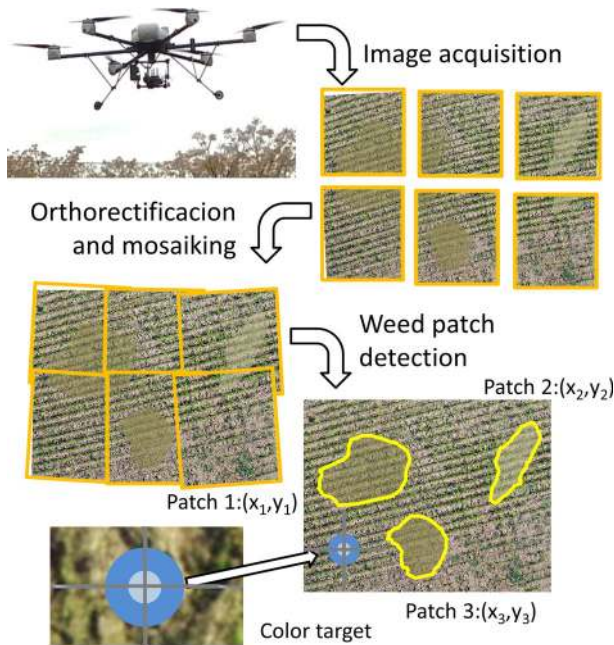 Image acquisition
Orthorectificacion
and mosaiking
Weed patch
detection
Patch 2:(x₂,y₂)
Patch 1:(x₁,y₁)
Color target
Patch 3:(x₃,y₃)